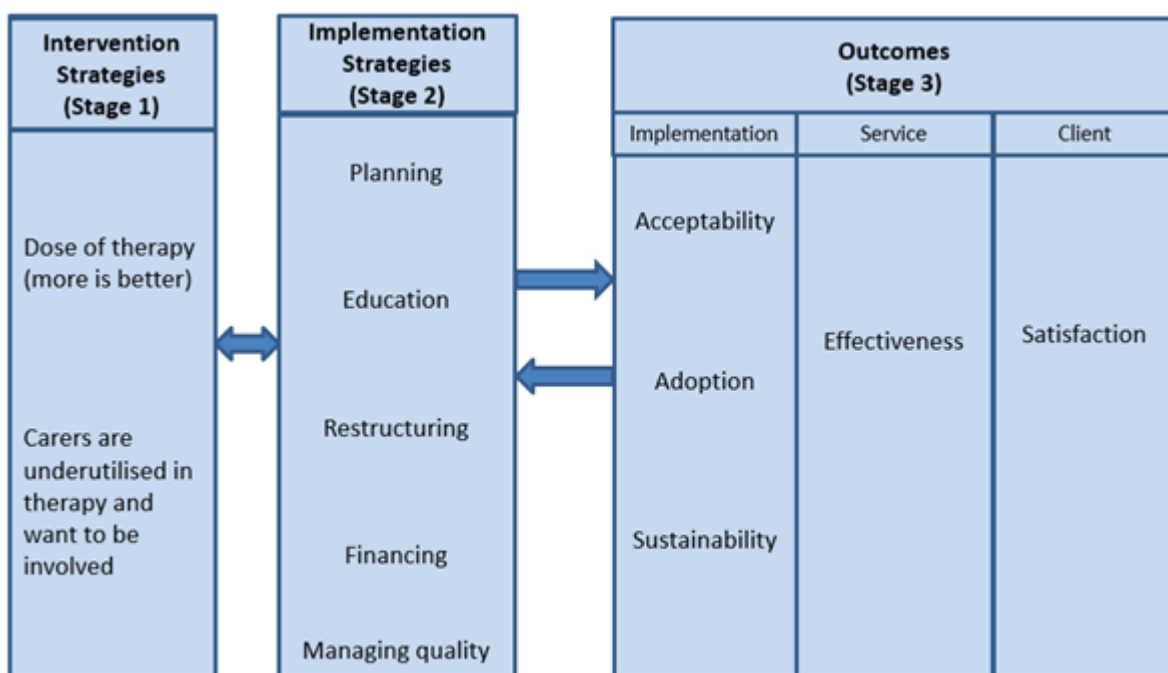 Intervention
Strategies
(Stage 1)
Dose of therapy
(more is better)
Carers are
underutilised in
therapy and
want to be
involved
Implementation
Strategies
(Stage 2)
Planning
Education
Restructuring
Financing
Managing quality
Outcomes
(Stage 3)
Implementation
Acceptability
Adoption
Sustainability
Service
Effectiveness
Client
Satisfaction